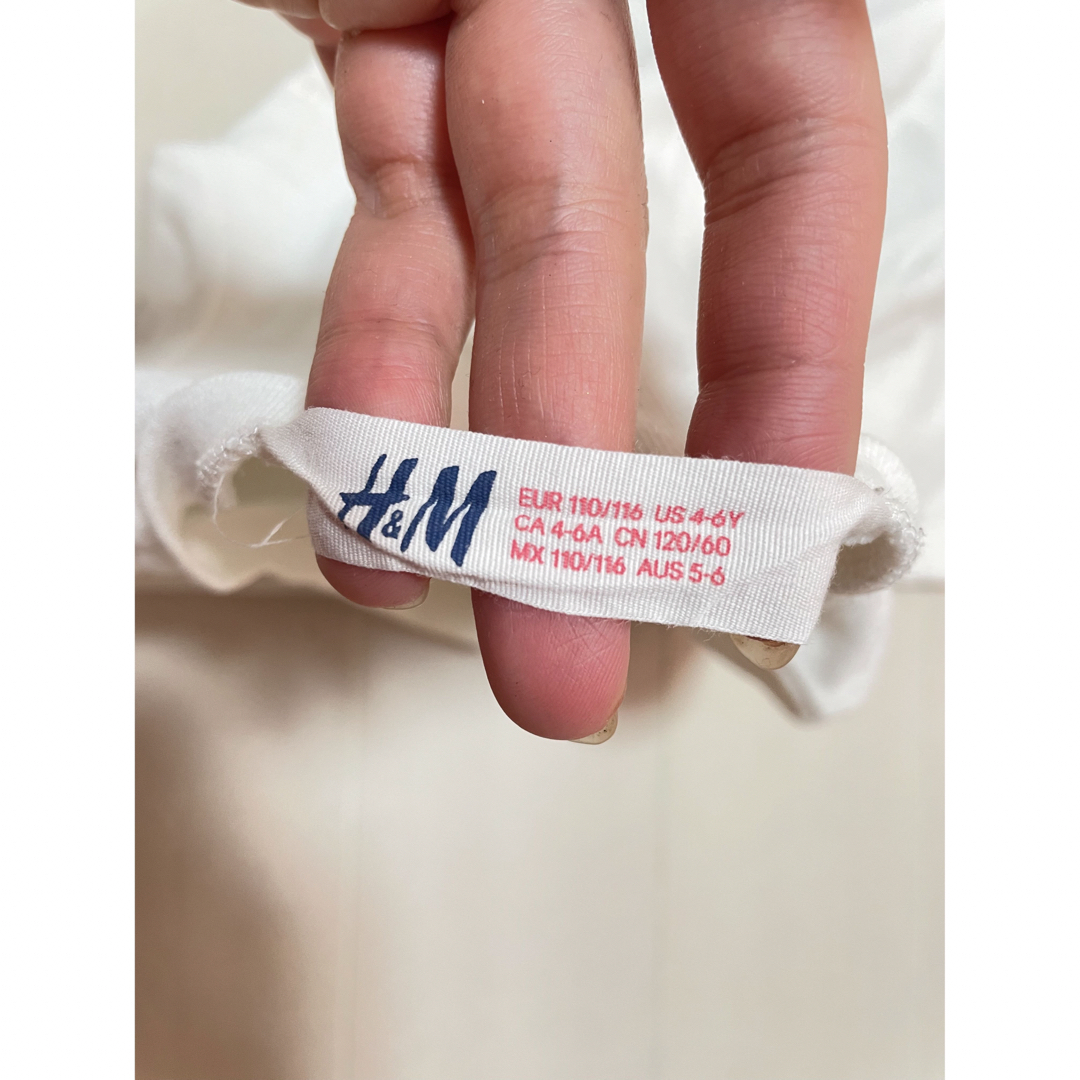 H&M
EUR 110/116 US 4-6Y
CA 4-6A CN 120/60
MX 110/116 AUS 5-6